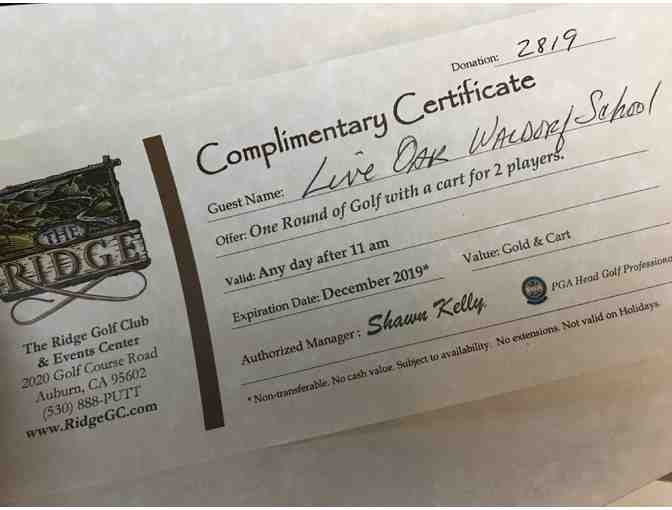 Donation: 2819
Complimentary Certificate
Guest Name: Live Oak Waldorf School
Offer: One Round of Golf with a cart for 2 players.
Valid: Any day after 11 am
Expiration Date: December 2019* Value: Gold & Cart
Authorized Manager: Shawn Kelly PGA Head Golf Professiona
* Non-transferable. No cash value. Subject to availability. No extensions. Not valid on Holidays.
THE
RIDGE
The Ridge Golf Club
& Events Center
2020 Golf Course Road
Auburn, CA 95602
(530) 888-PUTT
www.RidgeGC.com